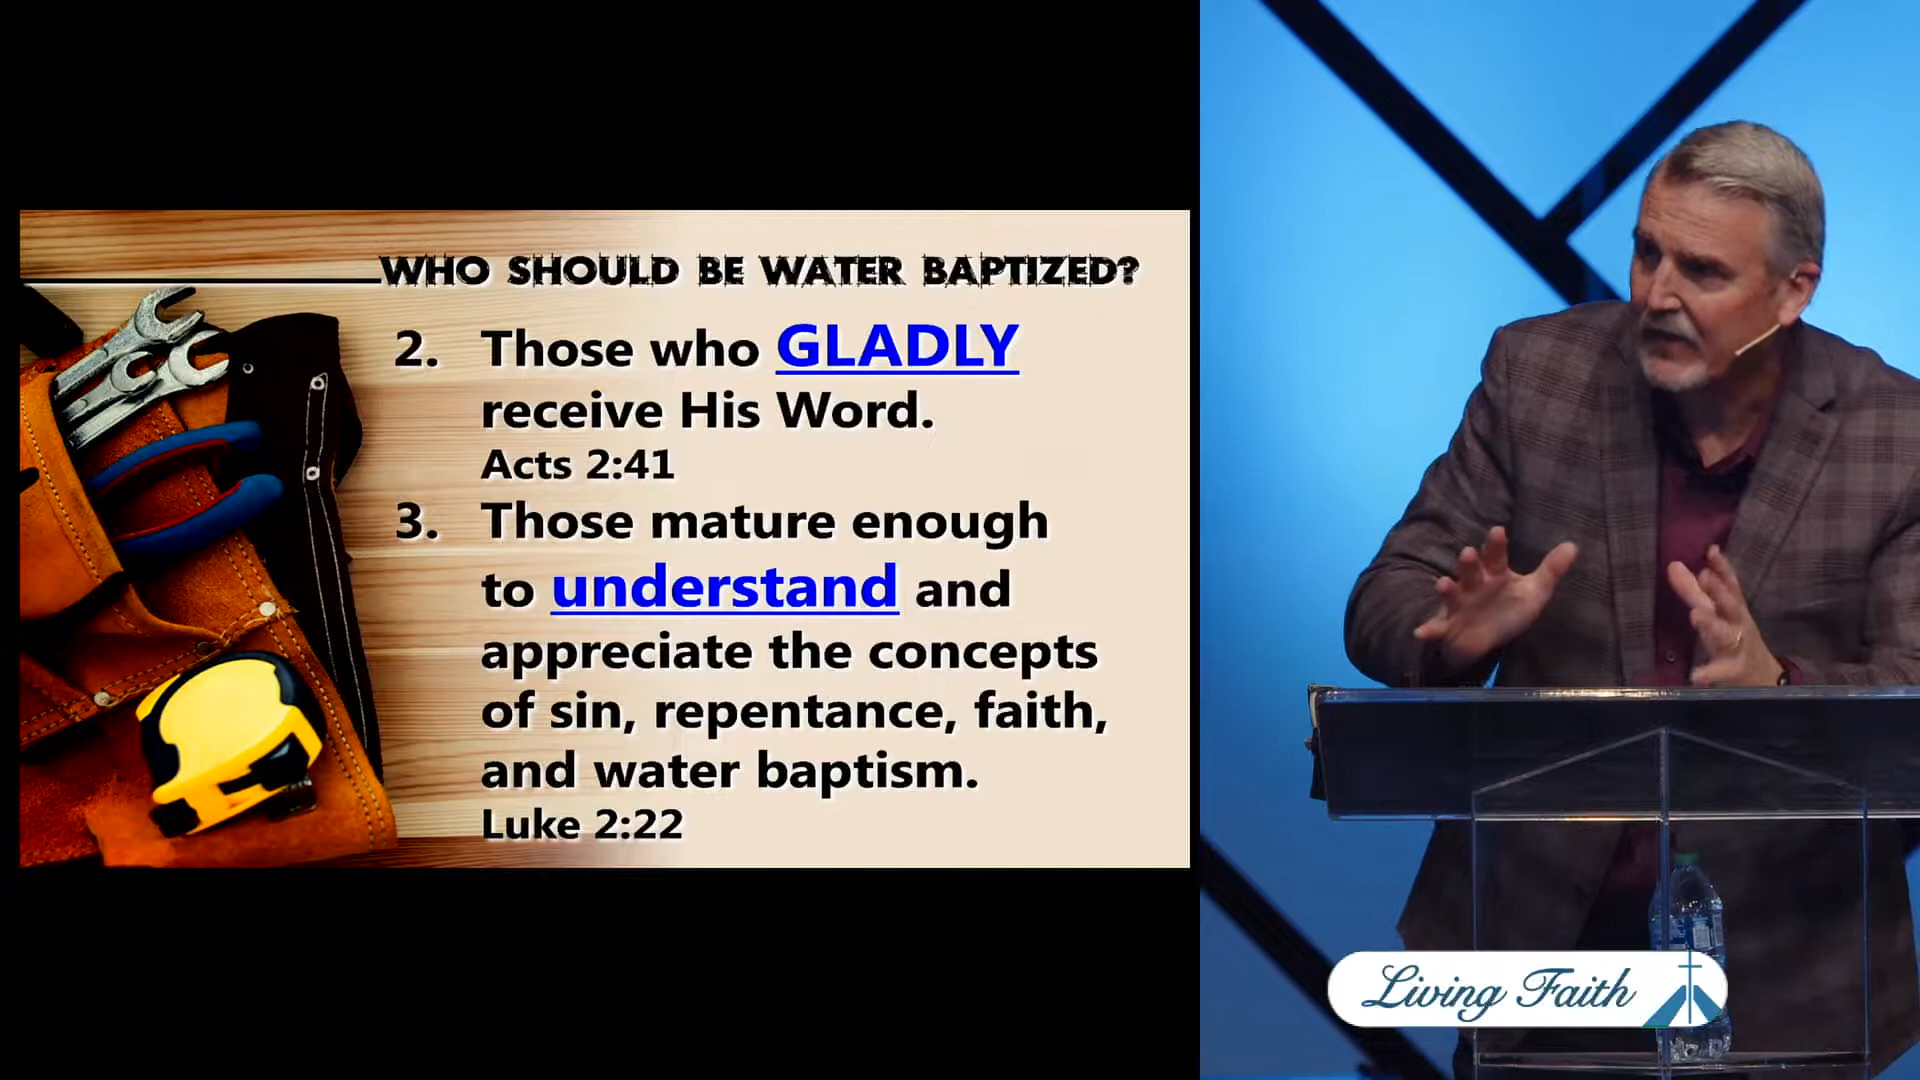 WHO SHOULD BE WATER BAPTIZED?
2. Those who GLADLY
receive His Word.
Acts 2:41
3. Those mature enough
to understand and
appreciate the concepts
of sin, repentance, faith,
and water baptism.
Luke 2:22
Living Faith